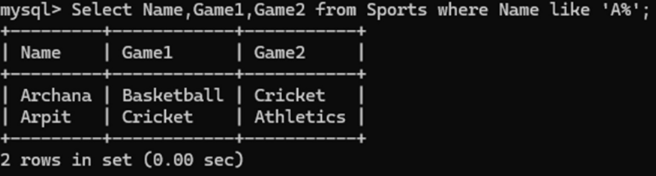 mysql> Select Name,Game1,Game2 from Sports where Name like 'A%';
+---------+------------+-----------+
| Name    | Game1      | Game2     |
+---------+------------+-----------+
| Archana | Basketball | Cricket   |
| Arpit   | Cricket    | Athletics |
+---------+------------+-----------+
2 rows in set (0.00 sec)